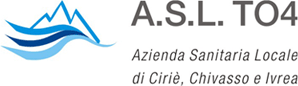 A.S.L. TO4
Azienda Sanitaria Locale
di Ciriè, Chivasso e Ivrea